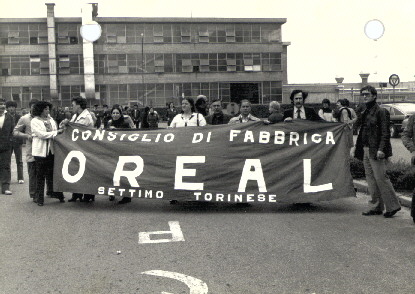 CONSIGLIO DI FABBRICA
OREAL
SETTIMO TORINESE